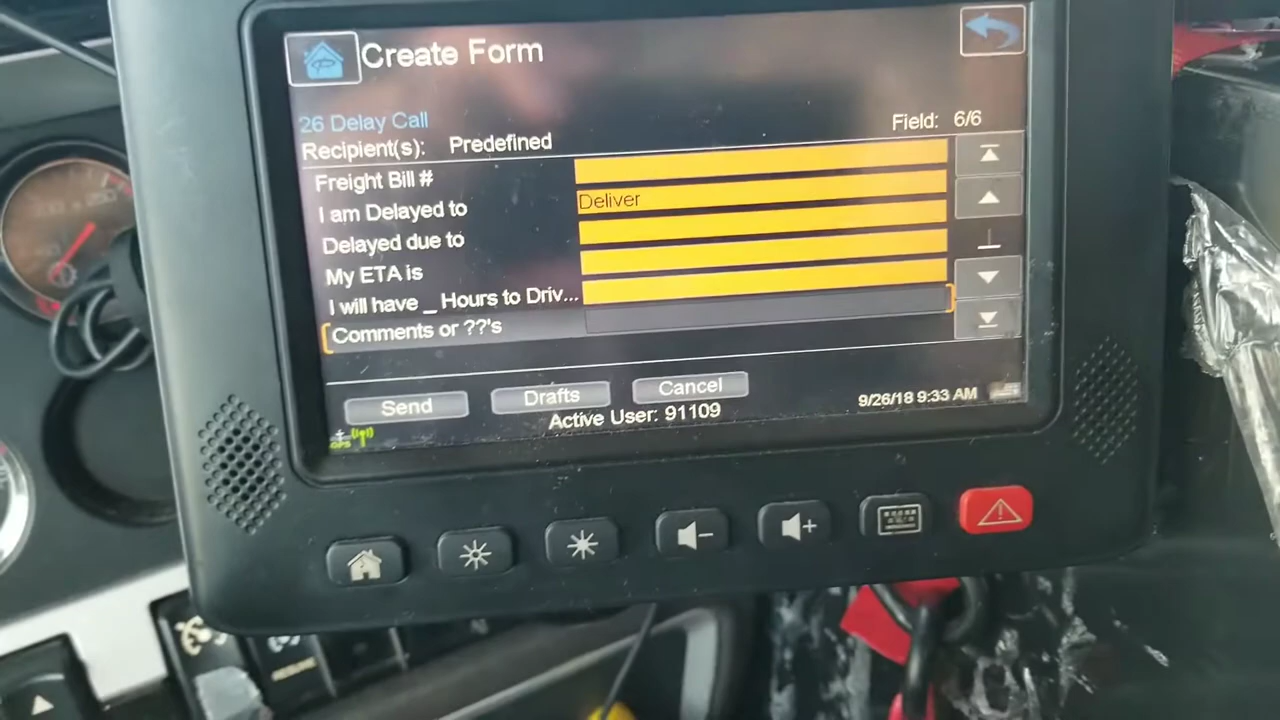 Create Form
26 Delay Call
Field: 6/6
Recipient(s): Predefined
Freight Bill #
I am Delayed to Deliver
Delayed due to
My ETA is
I will have _ Hours to Driv...
Comments or ??'s
Send Drafts Cancel
Active User: 91109
9/26/18 9:33 AM
GPS